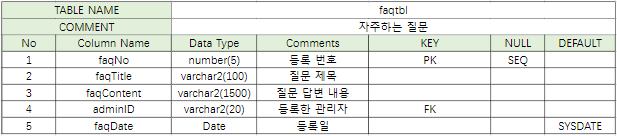 TABLE NAME faqtbl
COMMENT 자주하는 질문
No Column Name Data Type Comments KEY NULL DEFAULT
1 faqNo number(5) 등록 번호 PK SEQ
2 faqTitle varchar2(100) 질문 제목
3 faqContent varchar2(1500) 질문 답변 내용
4 adminID varchar2(20) 등록한 관리자 FK
5 faqDate Date 등록일 SYSDATE